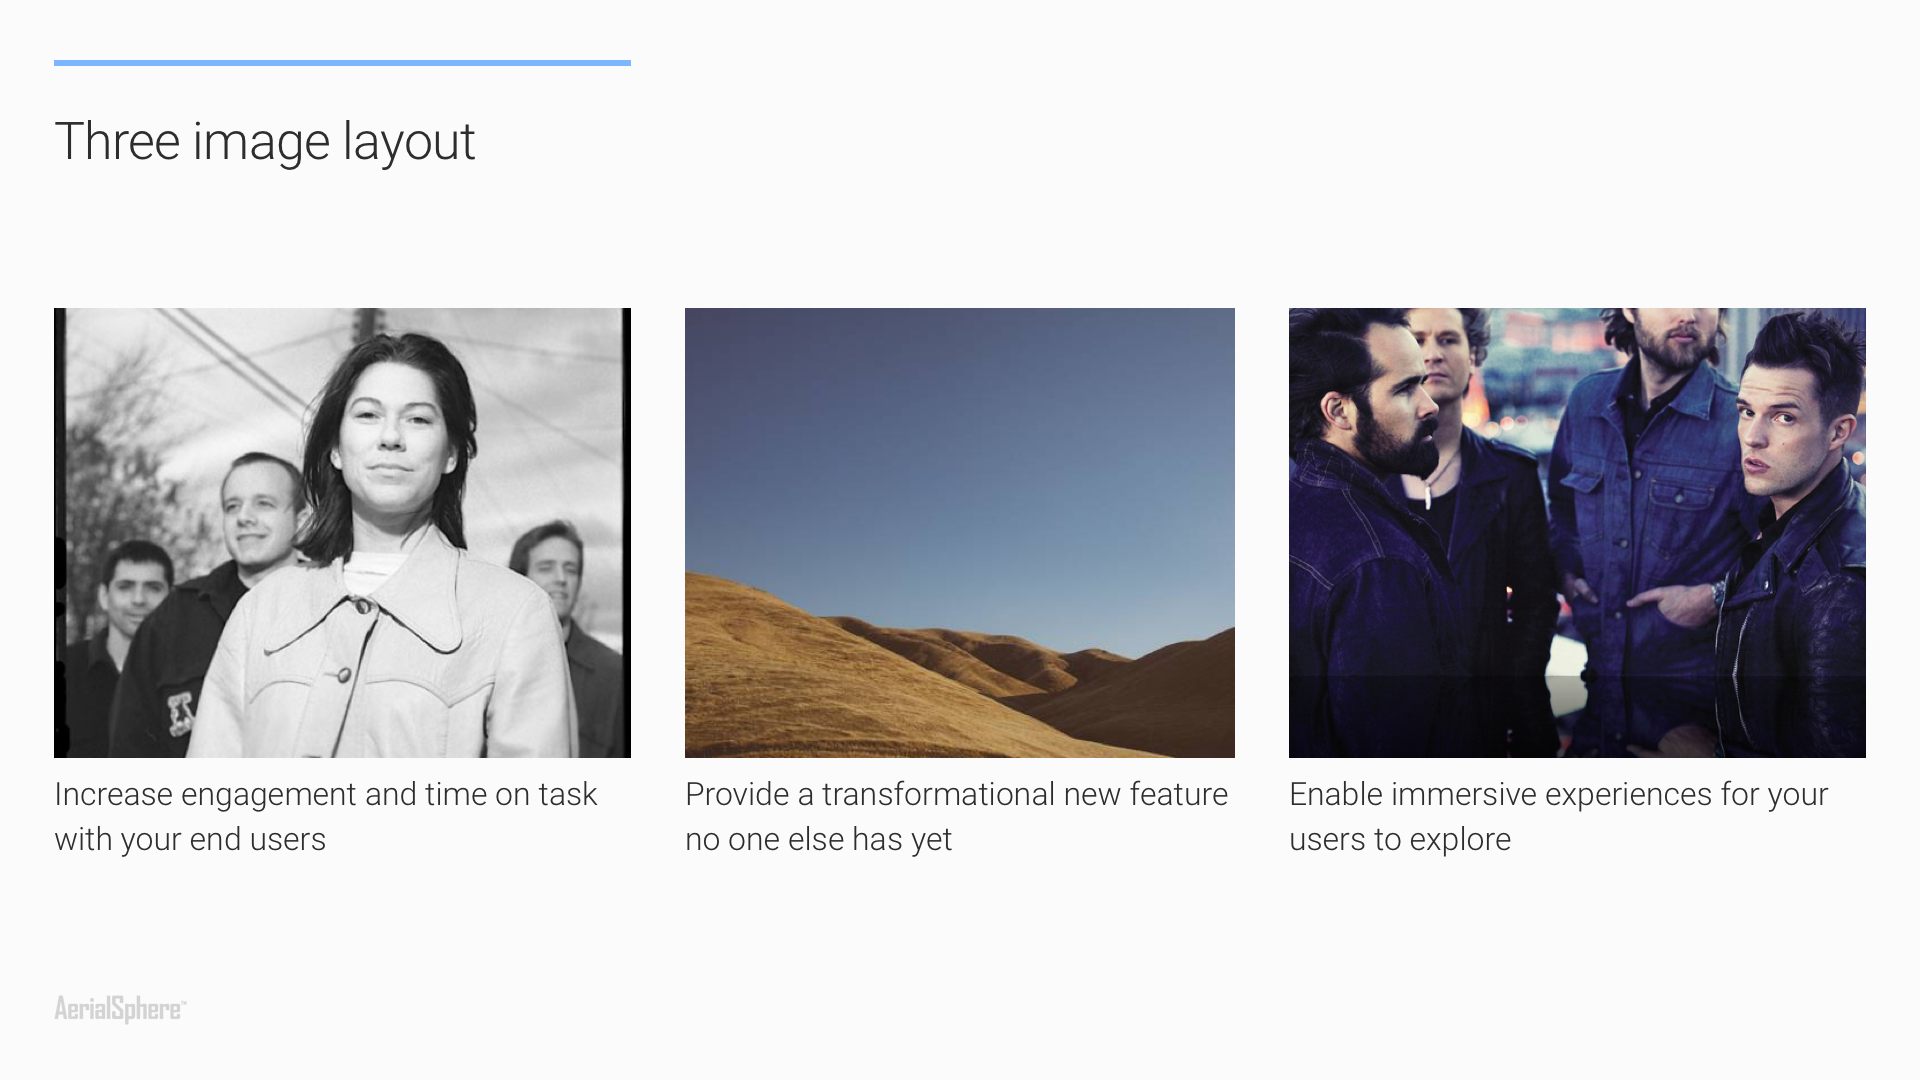 Three image layout
Increase engagement and time on task
with your end users
Provide a transformational new feature
no one else has yet
Enable immersive experiences for your
users to explore
AerialSphere™